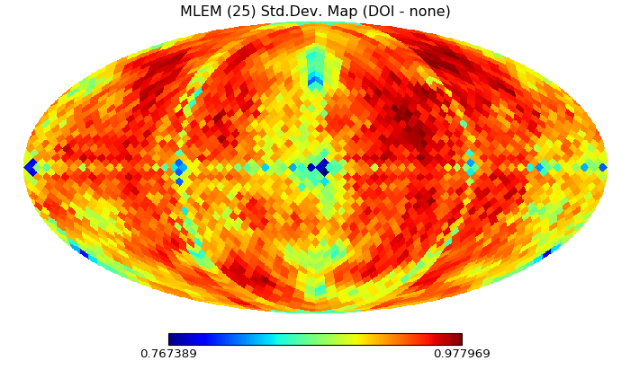 MLEM (25) Std.Dev. Map (DOI - none)
0.767389 0.977969